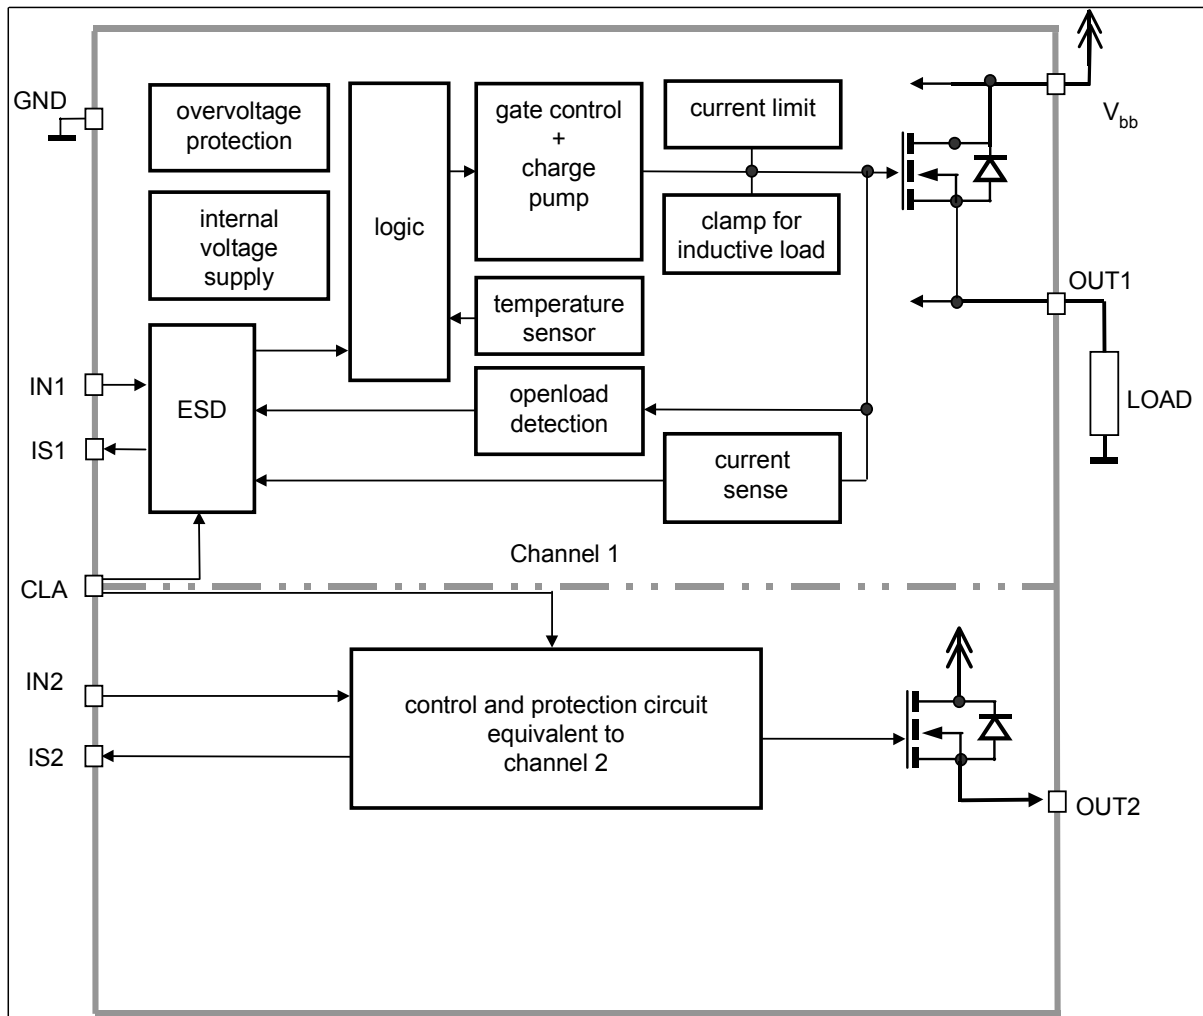 GND
overvoltage
protection
internal
voltage
supply
logic
gate control
+
charge
pump
current limit
clamp for
inductive load
V_bb
OUT1
temperature
sensor
IN1
ESD
openload
detection
LOAD
IS1
current
sense
Channel 1
CLA
IN2
control and protection circuit
equivalent to
channel 2
IS2
OUT2